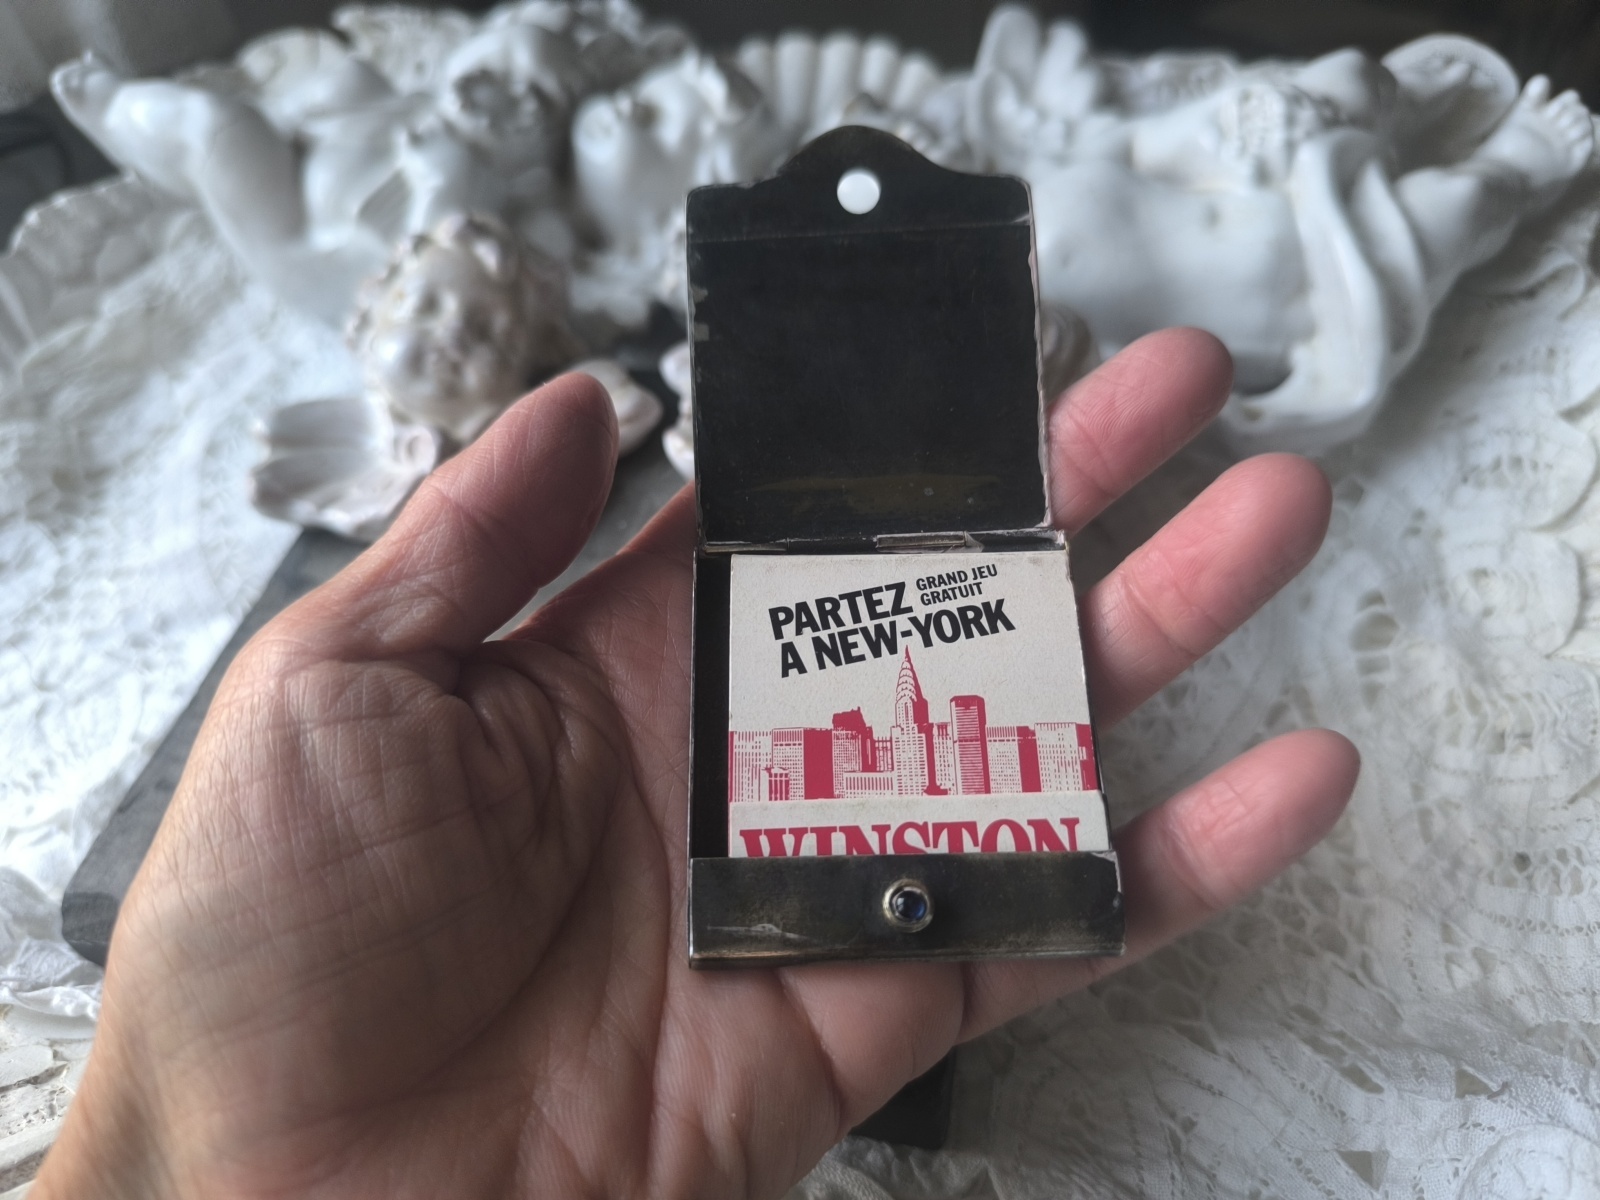 PARTEZ
GRAND JEU
GRATUIT
A NEW-YORK
WINSTON